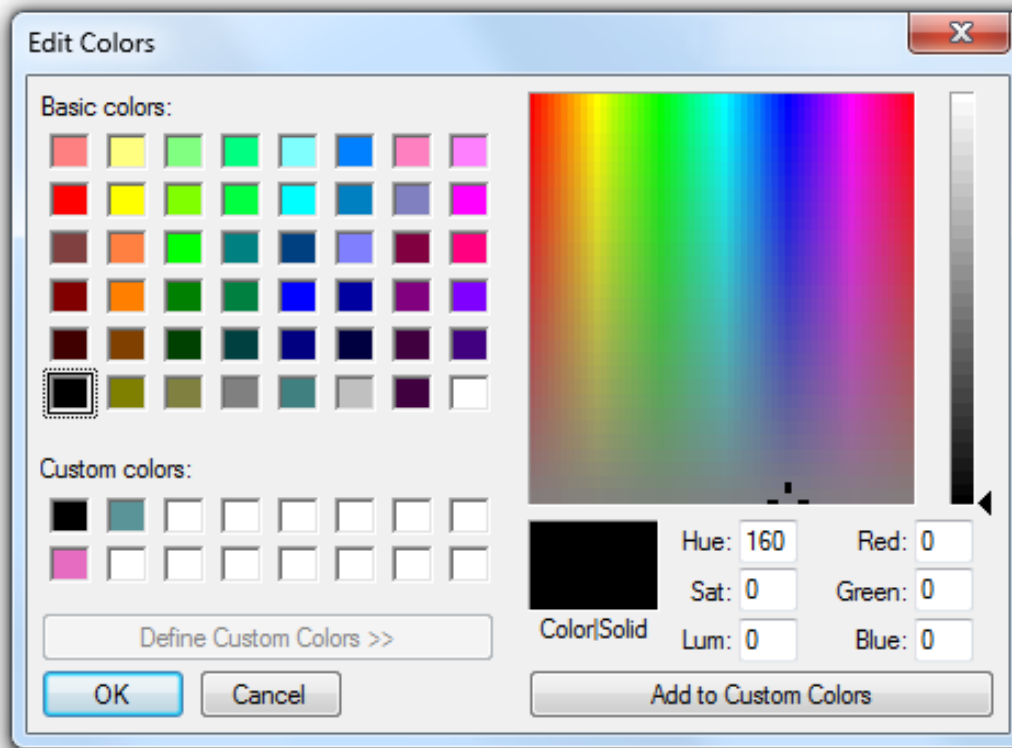 Edit Colors
Basic colors:
Custom colors:
Define Custom Colors >>
OK
Cancel
Color|Solid
Hue: 160
Sat: 0
Lum: 0
Red: 0
Green: 0
Blue: 0
Add to Custom Colors